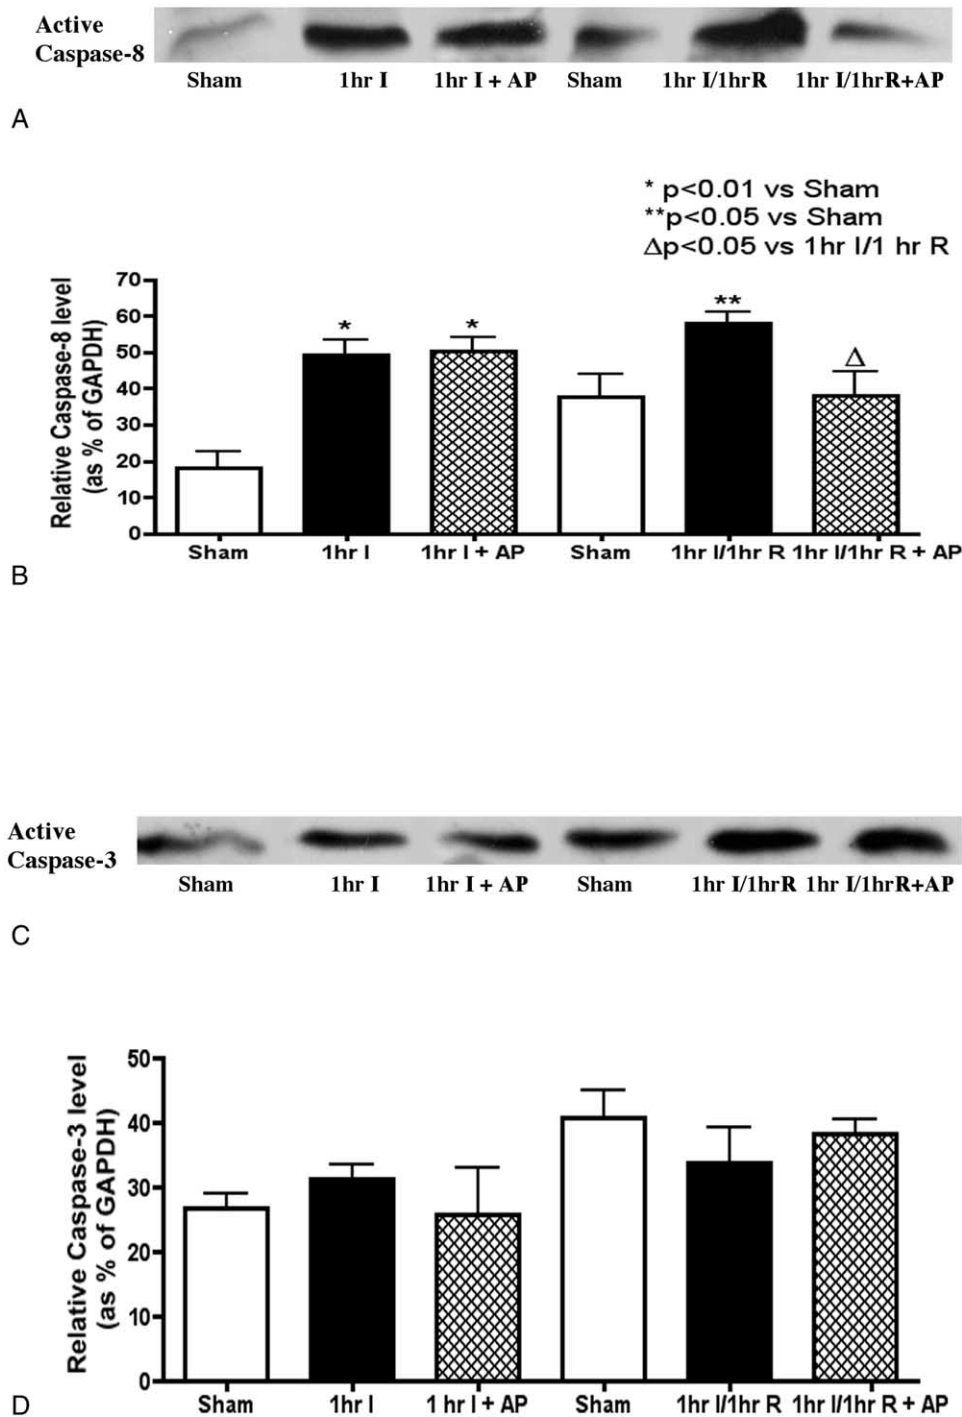 Active
Caspase-8
Sham 1hr I 1hr I + AP Sham 1hr I/1hrR 1hr I/1hrR+AP
A
* p<0.01 vs Sham
**p<0.05 vs Sham
Δp<0.05 vs 1hr I/1 hr R
Relative Caspase-8 level
(as % of GAPDH)
70
60
50
40
30
20
10
0
* * ** Δ
Sham 1hr I 1hr I + AP Sham 1hr I/1hr R 1hr I/1hr R + AP
B
Active
Caspase-3
Sham 1hr I 1hr I + AP Sham 1hr I/1hrR 1hr I/1hrR+AP
C
Relative Caspase-3 level
(as % of GAPDH)
50
40
30
20
10
0
Sham 1hr I 1 hr I + AP Sham 1hr I/1hr R 1hr I/1hr R + AP
D